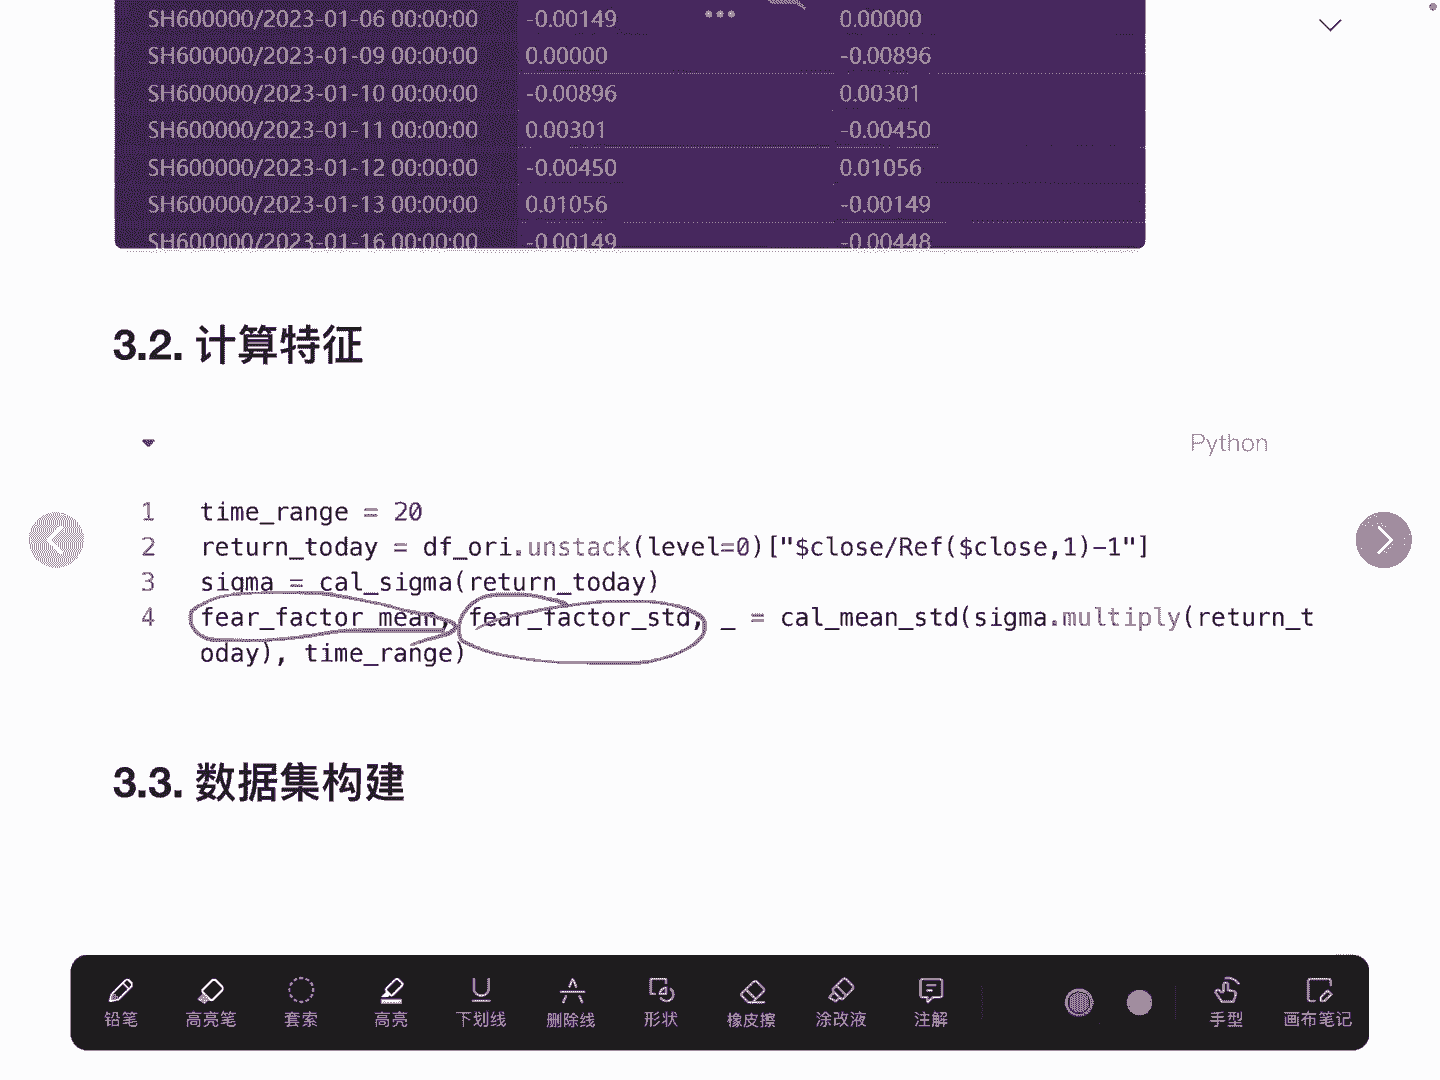 SH600000/2023-01-06 00:00:00 -0.00149 0.00000
SH600000/2023-01-09 00:00:00 0.00000 -0.00896
SH600000/2023-01-10 00:00:00 -0.00896 0.00301
SH600000/2023-01-11 00:00:00 0.00301 -0.00450
SH600000/2023-01-12 00:00:00 -0.00450 0.01056
SH600000/2023-01-13 00:00:00 0.01056 -0.00149
SH600000/2023-01-16 00:00:00 -0.00149 -0.00448
3.2. 计算特征
Python
1 time_range = 20
2 return_today = df_ori.unstack(level=0)["$close/Ref($close,1)-1"]
3 sigma = cal_sigma(return_today)
4 fear_factor_mean, fear_factor_std, _ = cal_mean_std(sigma.multiply(return_t
oday), time_range)
3.3. 数据集构建
铅笔 高亮笔 套索 高亮 下划线 删除线 形状 橡皮擦 涂改液 注解 手型 画布笔记